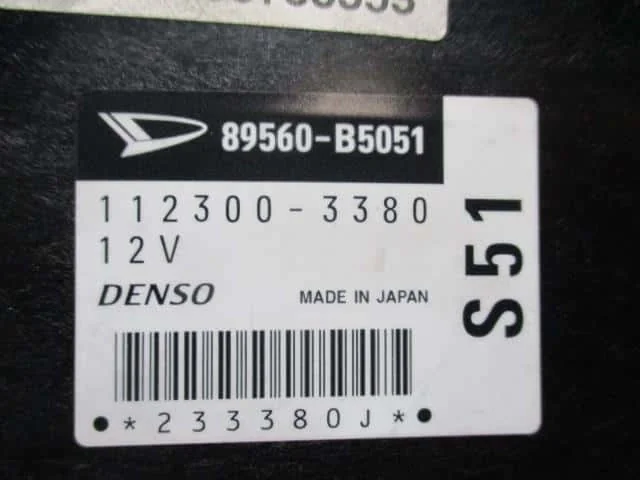 89560-B5051
112300-3380
12V
DENSO MADE IN JAPAN
*233380J*
S51